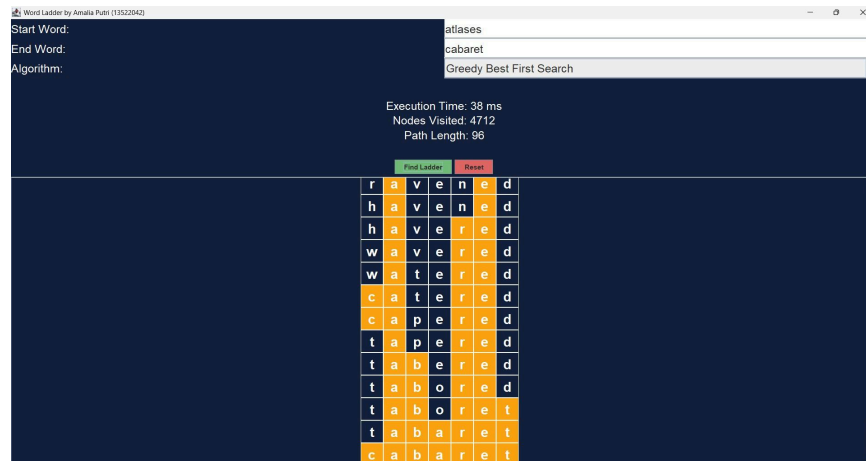 Word Ladder by Amalia Putri (13522042)
Start Word: atlases
End Word: cabaret
Algorithm: Greedy Best First Search
Execution Time: 38 ms
Nodes Visited: 4712
Path Length: 96
Find Ladder Reset
r a v e n e d
h a v e n e d
h a v e r e d
w a v e r e d
w a t e r e d
c a t e r e d
c a p e r e d
t a p e r e d
t a b e r e d
t a b o r e d
t a b o r e t
t a b a r e t
c a b a r e t